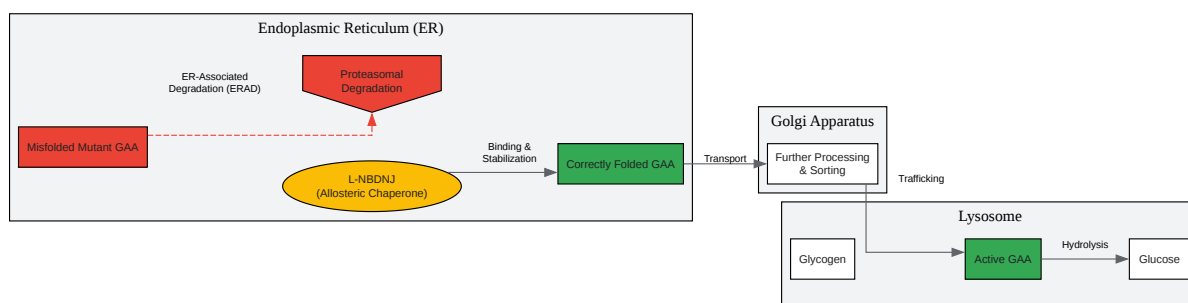 Endoplasmic Reticulum (ER)
ER-Associated
Degradation (ERAD)
Proteasomal
Degradation
Misfolded Mutant GAA
L-NBDNJ
(Allosteric Chaperone)
Binding &
Stabilization
Correctly Folded GAA
Transport
Golgi Apparatus
Further Processing
& Sorting
Trafficking
Lysosome
Glycogen
Active GAA
Hydrolysis
Glucose